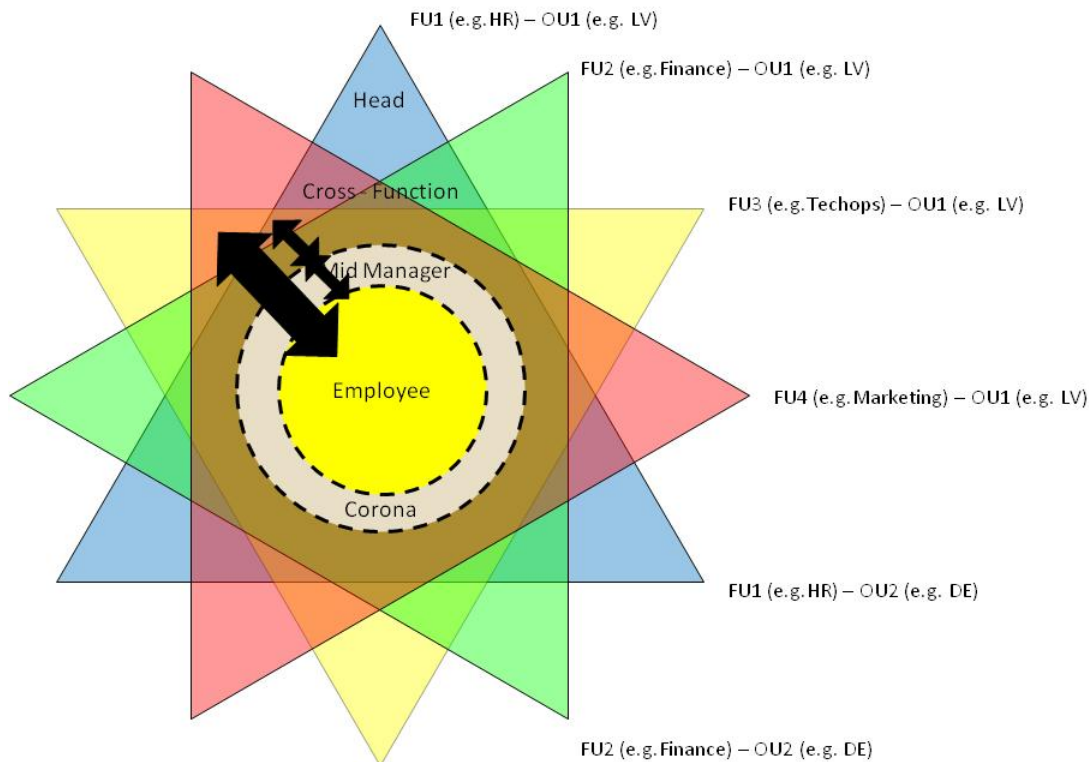 FU1 (e.g. HR) – OU1 (e.g. LV)
FU2 (e.g. Finance) – OU1 (e.g. LV)
Head
Cross - Function
FU3 (e.g. Techops) – OU1 (e.g. LV)
Mid Manager
Employee
FU4 (e.g. Marketing) – OU1 (e.g. LV)
Corona
FU1 (e.g. HR) – OU2 (e.g. DE)
FU2 (e.g. Finance) – OU2 (e.g. DE)